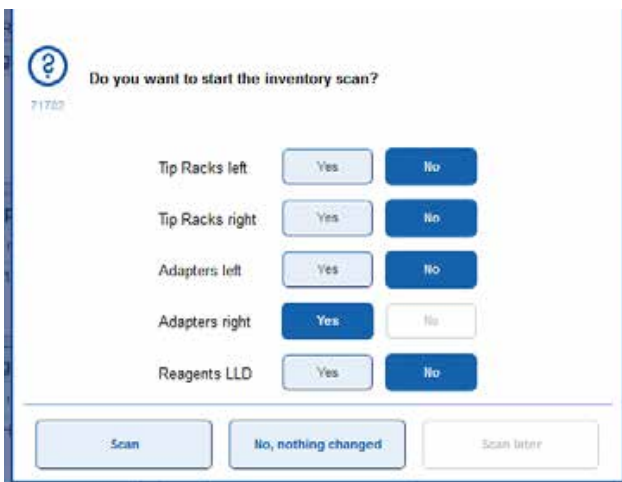 Do you want to start the inventory scan?
71702
Tip Racks left Yes No
Tip Racks right Yes No
Adapters left Yes No
Adapters right Yes No
Reagents LLD Yes No
Scan No, nothing changed Scan later